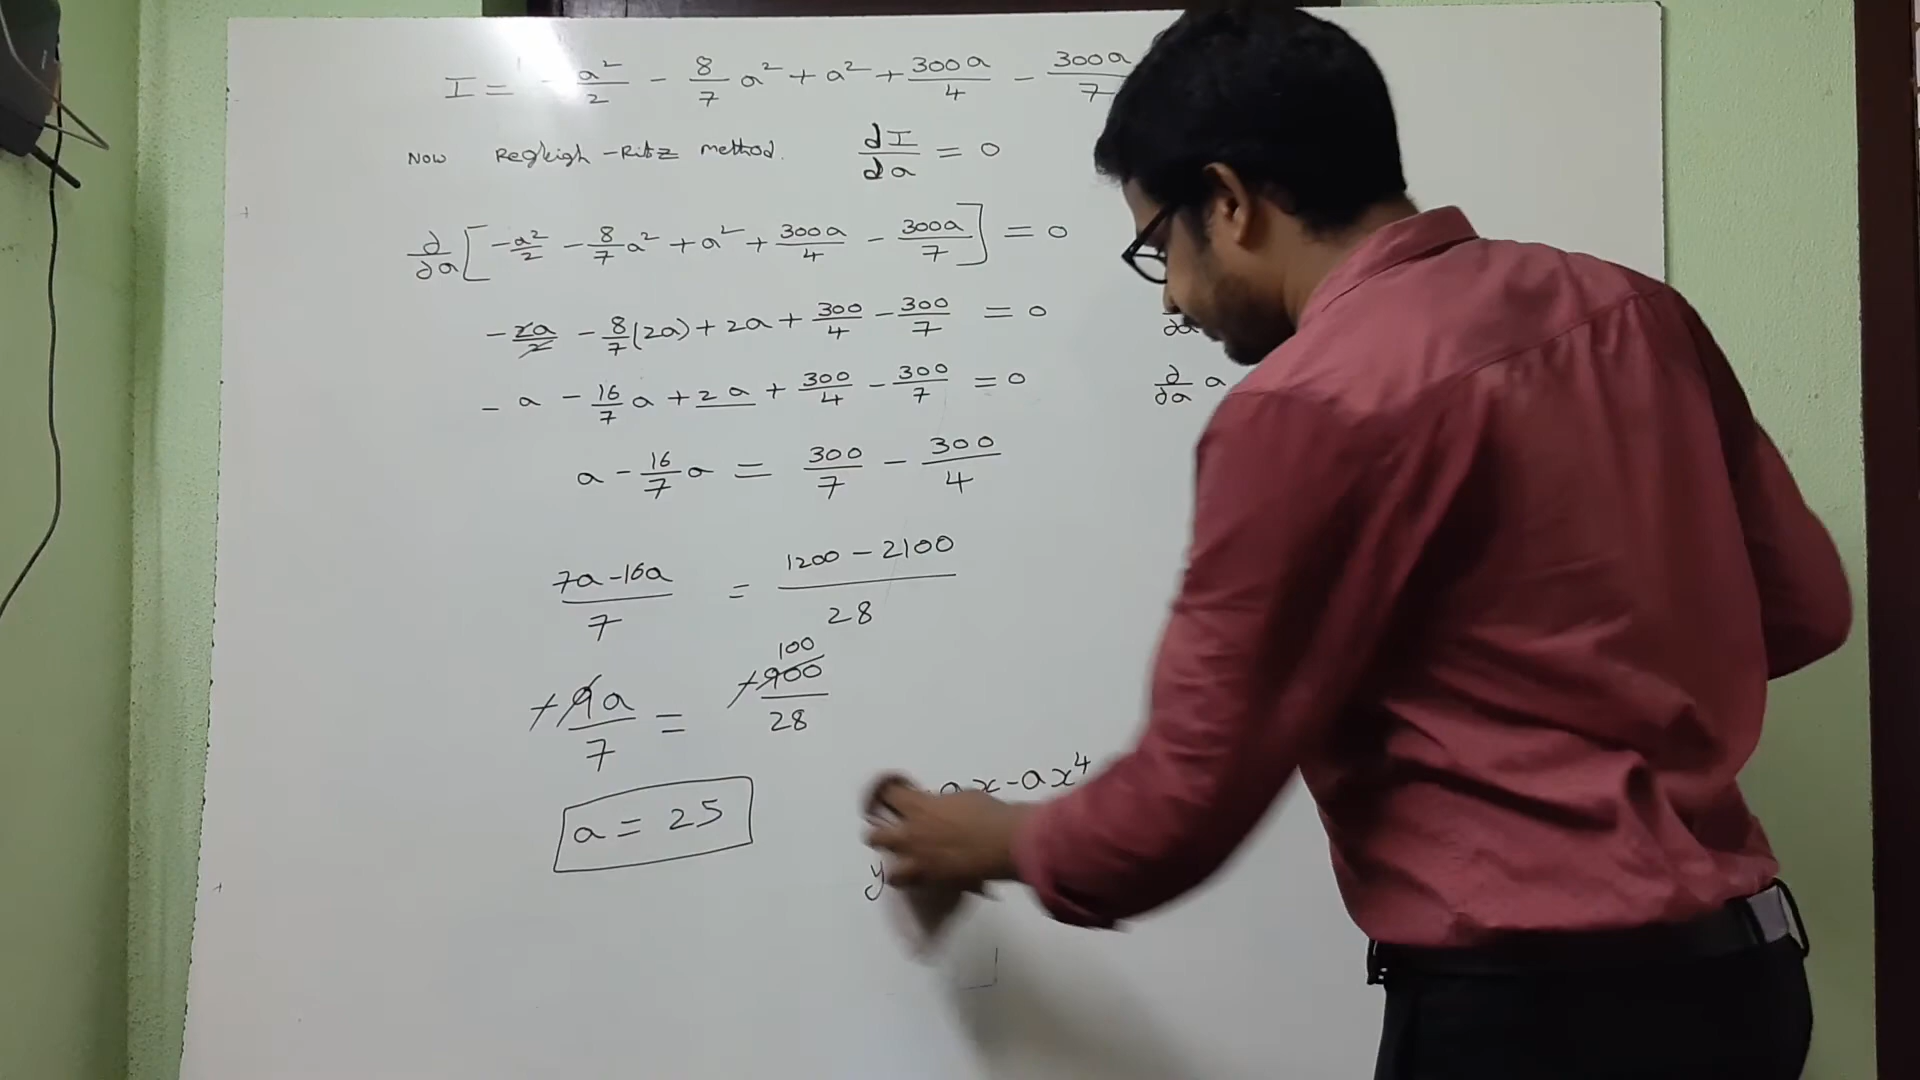 I = - a²/2 - 8/7 a² + a² + 300a/4 - 300a/7
Now Regleigh-Ritz method. dI/da = 0
∂/∂a [ -a²/2 - 8/7 a² + a² + 300a/4 - 300a/7 ] = 0
-2a/2 - 8/7 (2a) + 2a + 300/4 - 300/7 = 0
- a - 16/7 a + 2a + 300/4 - 300/7 = 0
∂/∂a a
a - 16/7 a = 300/7 - 300/4
7a-16a/7 = 1200 - 2100/28
100
+9a/7 = +900/28
ax - ax⁴
a = 25
y